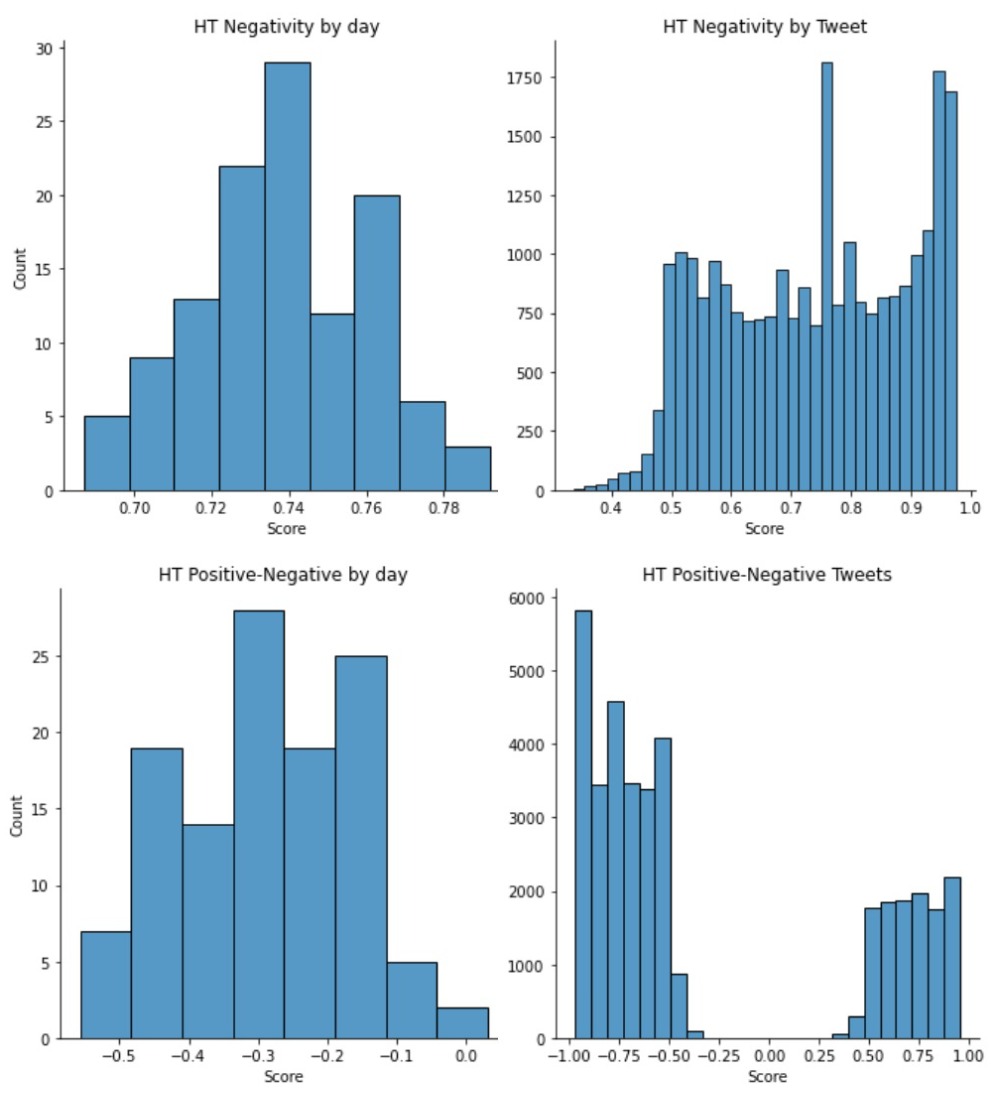 HT Negativity by day
30
25
20
15
10
5
0
Count
0.70 0.72 0.74 0.76 0.78
Score
HT Negativity by Tweet
1750
1500
1250
1000
750
500
250
0
0.4 0.5 0.6 0.7 0.8 0.9 1.0
Score
HT Positive-Negative by day
25
20
15
10
5
0
Count
−0.5 −0.4 −0.3 −0.2 −0.1 0.0
Score
HT Positive-Negative Tweets
6000
5000
4000
3000
2000
1000
0
−1.00 −0.75 −0.50 −0.25 0.00 0.25 0.50 0.75 1.00
Score